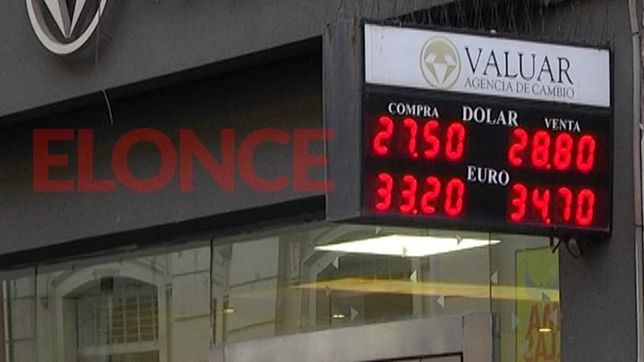 VALUAR
AGENCIA DE CAMBIO
COMPRA DOLAR VENTA
27.50 28.80
EURO
33.20 34.70
ELONCE